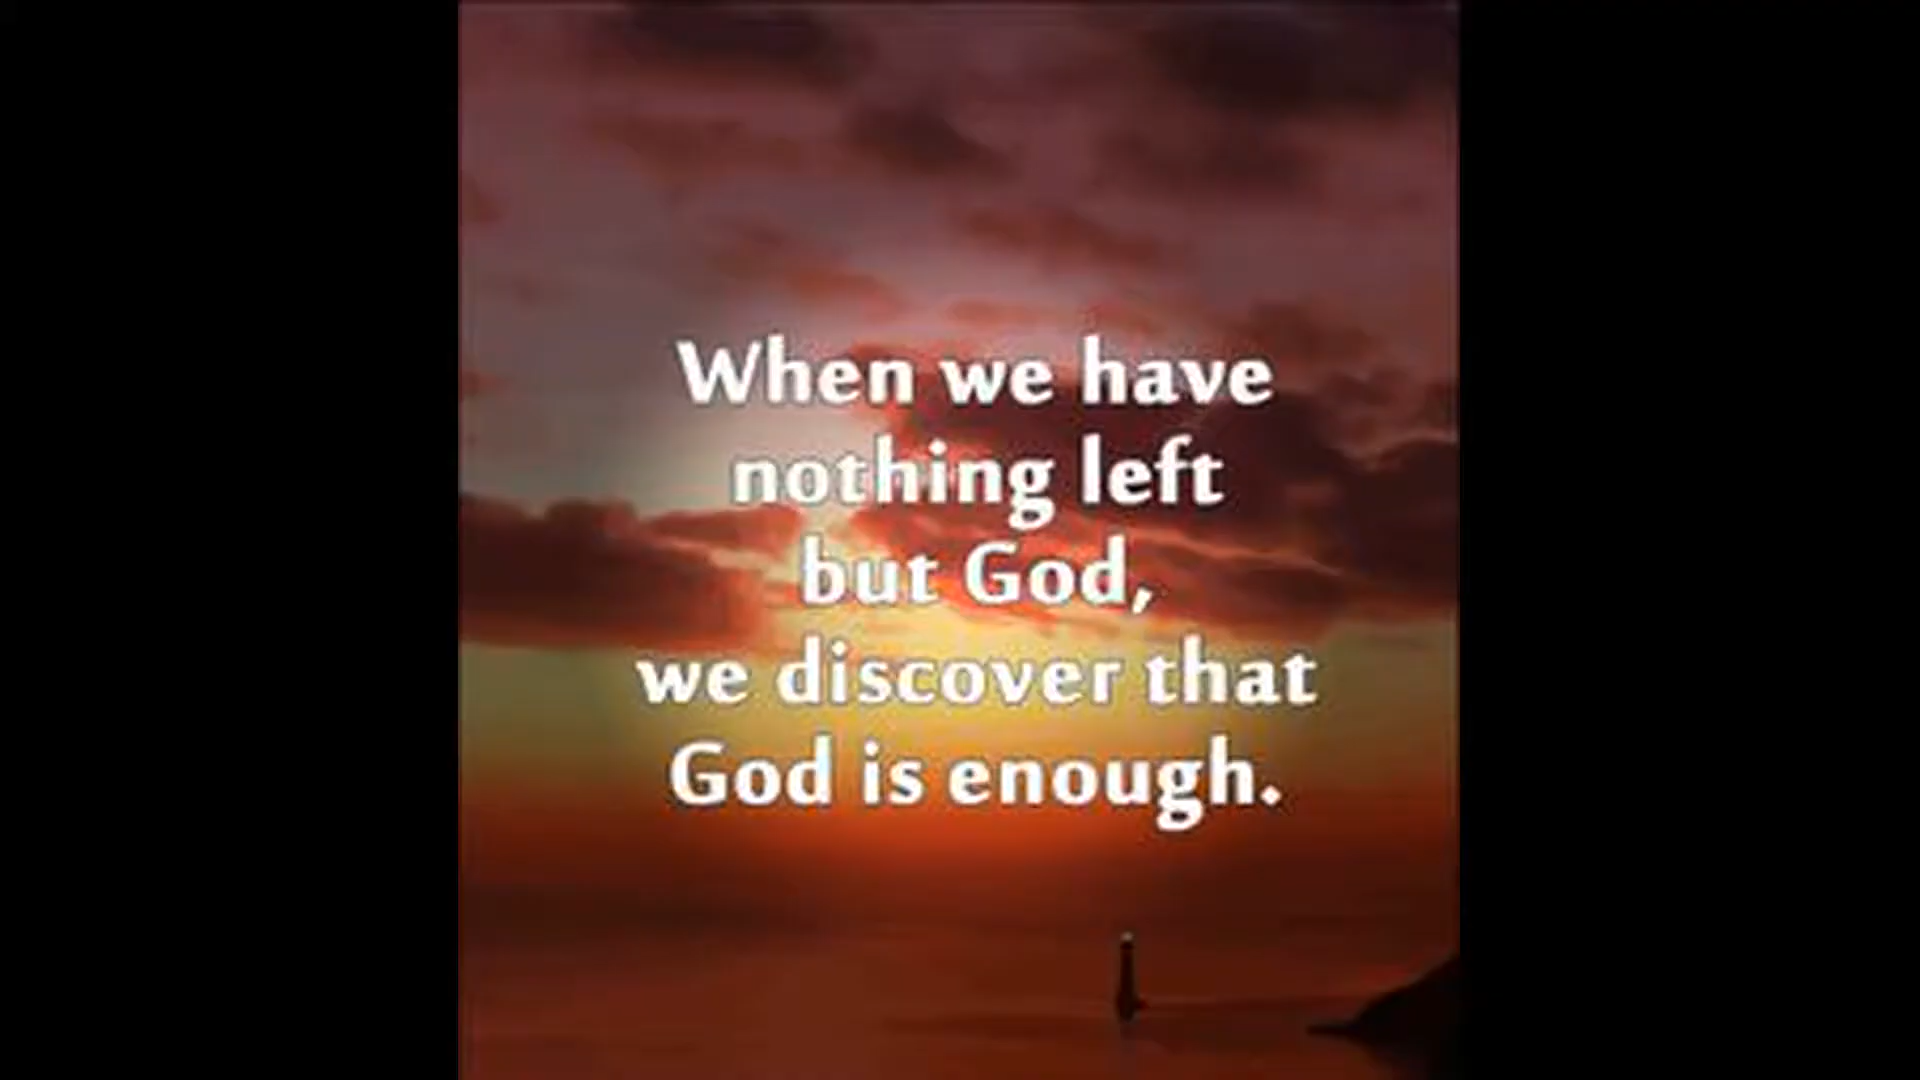 When we have
nothing left
but God,
we discover that
God is enough.